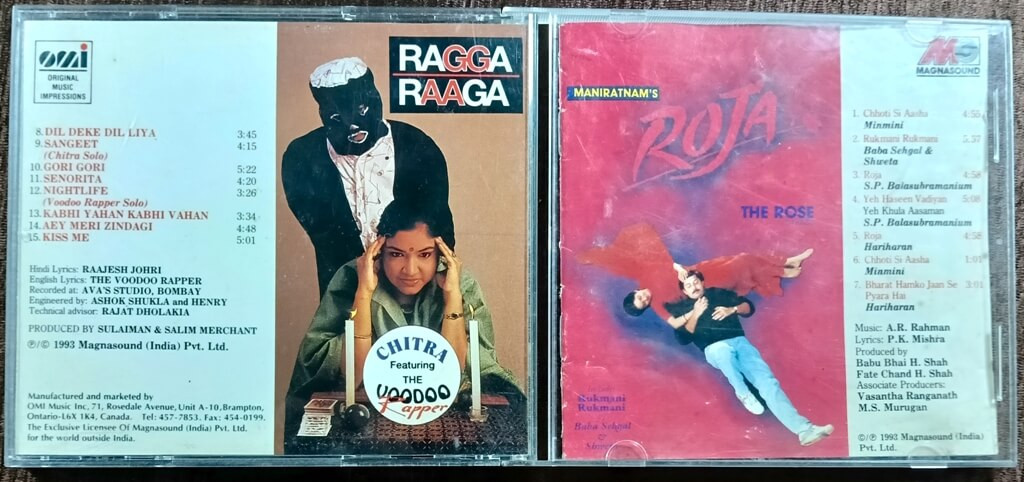 OMI
ORIGINAL
MUSIC
IMPRESSIONS
8. DIL DEKE DIL LIYA 3:45
9. SANGEET 4:15
(Chitra Solo)
10. GORI GORI 5:22
11. SENORITA 4:20
12. NIGHTLIFE 3:26
(Voodoo Rapper Solo)
13. KABHI YAHAN KABHI VAHAN 3:34
14. AEY MERI ZINDAGI 4:48
15. KISS ME 5:01
Hindi Lyrics: RAAJESH JOHRI
English Lyrics: THE VOODOO RAPPER
Recorded at: AVA'S STUDIO, BOMBAY
Engineered by: ASHOK SHUKLA and HENRY
Technical advisor: RAJAT DHOLAKIA
PRODUCED BY SULAIMAN & SALIM MERCHANT
℗/© 1993 Magnasound (India) Pvt. Ltd.
Manufactured and marketed by
OMI Music Inc, 71, Rosedale Avenue, Unit A-10, Brampton,
Ontario-L6X 1K4, Canada. Tel: 457-7853. Fax: 454-0199.
The Exclusive Licensee Of Magnasound (India) Pvt. Ltd.
for the world outside India.
RAGGA
RAAGA
CHITRA
Featuring
THE
VOODOO
Rapper
MANIRATNAM'S
ROJA
THE ROSE
Rukmani
Rukmani
Baba Sehgal
&
MAGNASOUND
1. Chhoti Si Aasha 4:55
Minmini
2. Rukmani Rukmani 5.37
Baba Sehgal &
Shweta
3. Roja 4:58
S.P. Balasubramanium
4. Yeh Haseen Vadiyan 5:08
Yeh Khula Aasaman
S.P. Balasubramanium
5. Roja 4:58
Hariharan
6. Chhoti Si Aasha 1:03
Minmini
7. Bharat Hamko Jaan Se 3:01
Pyara Hai
Hariharan
Music: A.R. Rahman
Lyrics: P.K. Mishra
Produced by
Babu Bhai H. Shah
Fate Chand H. Shah
Associate Producers:
Vasantha Ranganath
M.S. Murugan
©/℗ 1993 Magnasound (India)
Pvt. Ltd.